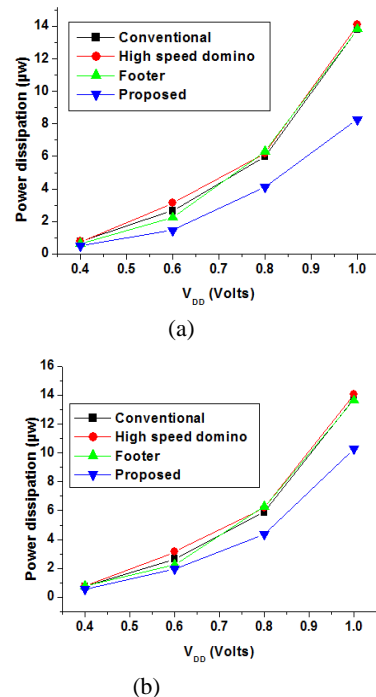 14
12
10
8
6
4
2
0
Power dissipation (µw)
Conventional
High speed domino
Footer
Proposed
0.4 0.5 0.6 0.7 0.8 0.9 1.0
V_DD (Volts)
(a)
16
14
12
10
8
6
4
2
0
Power dissipation (µw)
Conventional
High speed domino
Footer
Proposed
0.4 0.5 0.6 0.7 0.8 0.9 1.0
V_DD (Volts)
(b)